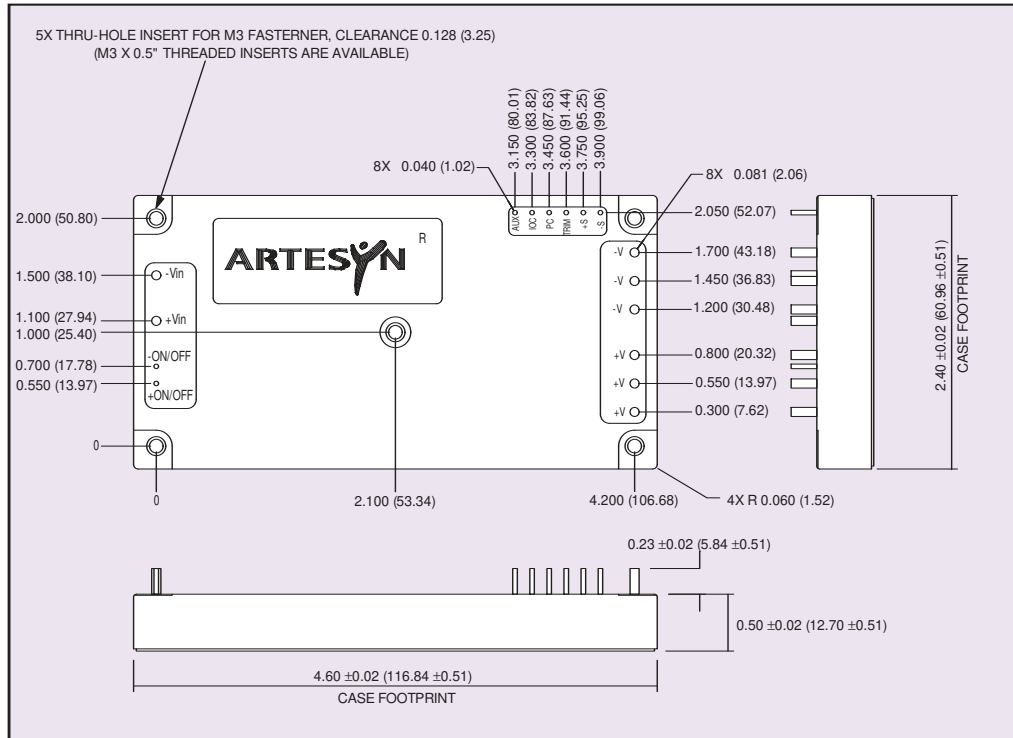 5X THRU-HOLE INSERT FOR M3 FASTERNER, CLEARANCE 0.128 (3.25)
(M3 X 0.5" THREADED INSERTS ARE AVAILABLE)
3.150 (80.01)
3.300 (83.82)
3.450 (87.63)
3.600 (91.44)
3.750 (95.25)
3.900 (99.06)
8X 0.040 (1.02)
8X 0.081 (2.06)
AUX
IOC
PC
TRIM
+S
-S
2.000 (50.80)
2.050 (52.07)
ARTESYN
R
-V
1.700 (43.18)
1.500 (38.10)
-Vin
-V
1.450 (36.83)
-V
1.200 (30.48)
1.100 (27.94)
+Vin
1.000 (25.40)
-ON/OFF
0.700 (17.78)
+V
0.800 (20.32)
0.550 (13.97)
+ON/OFF
+V
0.550 (13.97)
+V
0.300 (7.62)
2.40 ±0.02 (60.96 ±0.51)
CASE FOOTPRINT
0
0
2.100 (53.34)
4.200 (106.68)
4X R 0.060 (1.52)
0.23 ±0.02 (5.84 ±0.51)
0.50 ±0.02 (12.70 ±0.51)
4.60 ±0.02 (116.84 ±0.51)
CASE FOOTPRINT